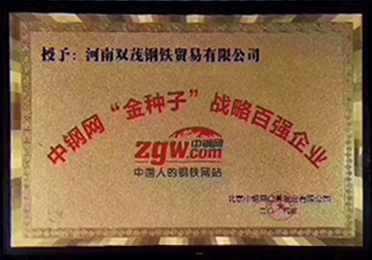 授予：河南双茂钢铁贸易有限公司
中钢网“金种子”战略百强企业
中钢网
zgw.com
中国人的钢铁网站